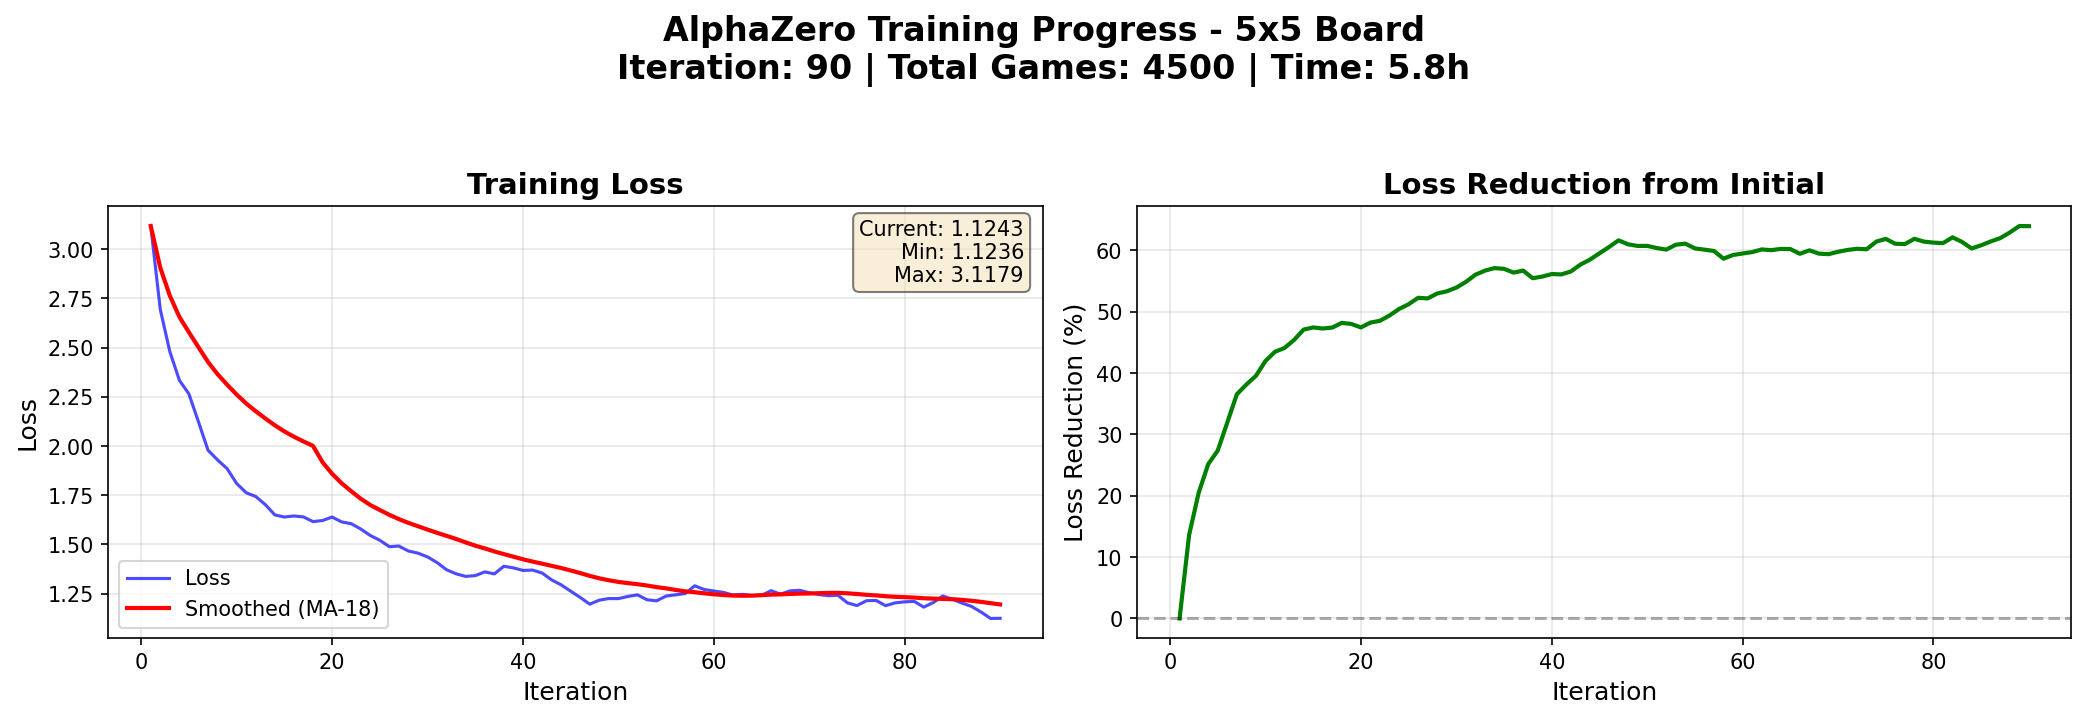 AlphaZero Training Progress - 5x5 Board
Iteration: 90 | Total Games: 4500 | Time: 5.8h
Training Loss
Current: 1.1243
Min: 1.1236
Max: 3.1179
3.00
2.75
2.50
2.25
2.00
1.75
1.50
1.25
Loss
Loss
Smoothed (MA-18)
0
20
40
60
80
Iteration
Loss Reduction from Initial
60
50
40
30
20
10
0
Loss Reduction (%)
0
20
40
60
80
Iteration